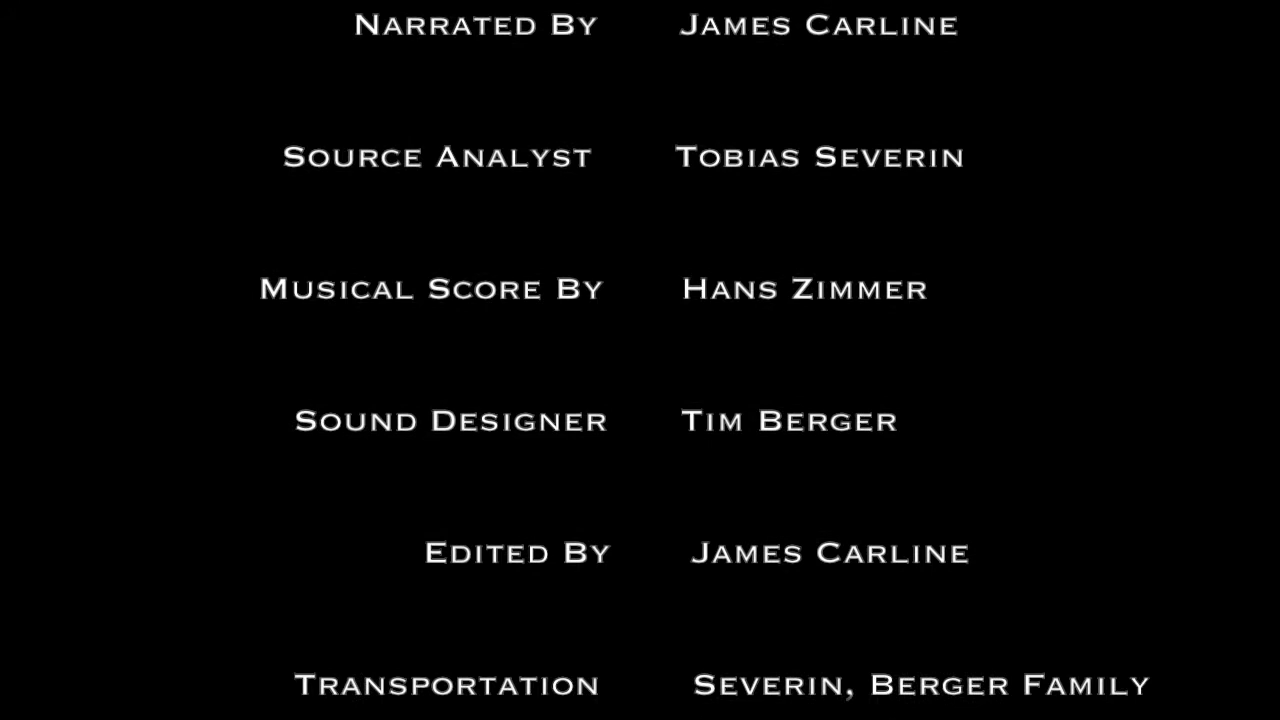 Narrated By James Carline
Source Analyst Tobias Severin
Musical Score By Hans Zimmer
Sound Designer Tim Berger
Edited By James Carline
Transportation Severin, Berger Family